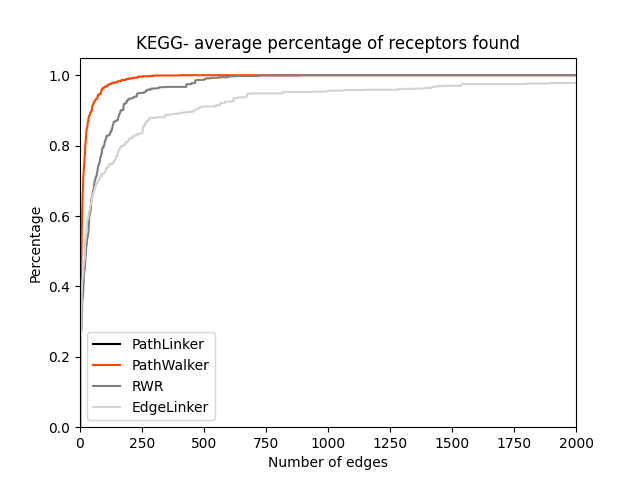 KEGG- average percentage of receptors found
1.0
0.8
0.6
0.4
0.2
0.0
Percentage
PathLinker
PathWalker
RWR
EdgeLinker
0 250 500 750 1000 1250 1500 1750 2000
Number of edges